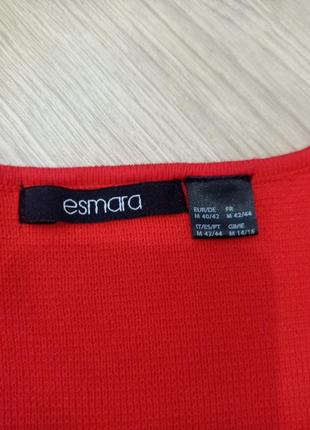 esmara
EUR/DE FR
M 40/42 M 42/44
IT/ES/PT GB/IE
M 42/44 M 14/16